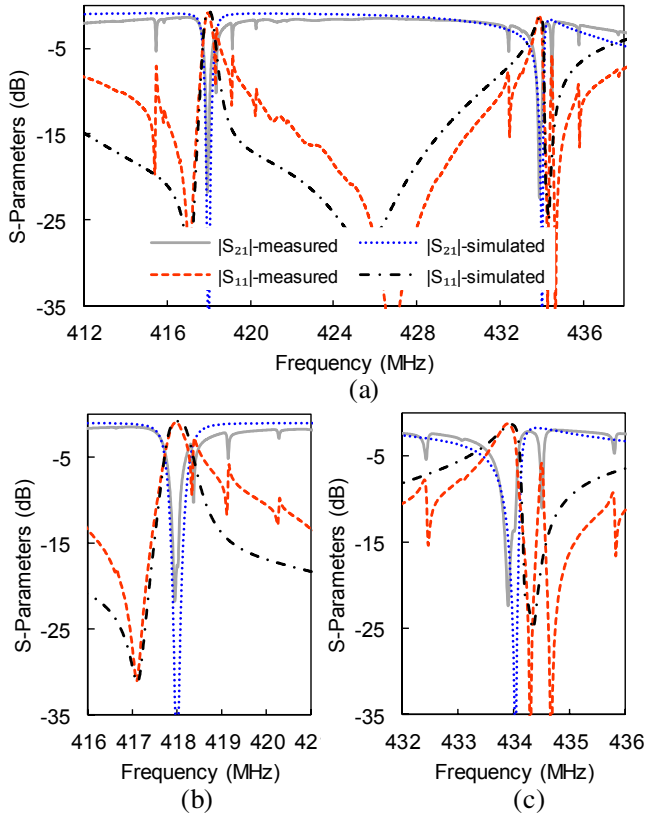 -5
-15
-25
-35
S-Parameters (dB)
|S₂₁|-measured
|S₂₁|-simulated
|S₁₁|-measured
|S₁₁|-simulated
412 416 420 424 428 432 436
Frequency (MHz)
(a)
-5
-15
-25
-35
S-Parameters (dB)
416 417 418 419 420 42
Frequency (MHz)
(b)
-5
-15
-25
-35
S-Parameters (dB)
432 433 434 435 436
Frequency (MHz)
(c)